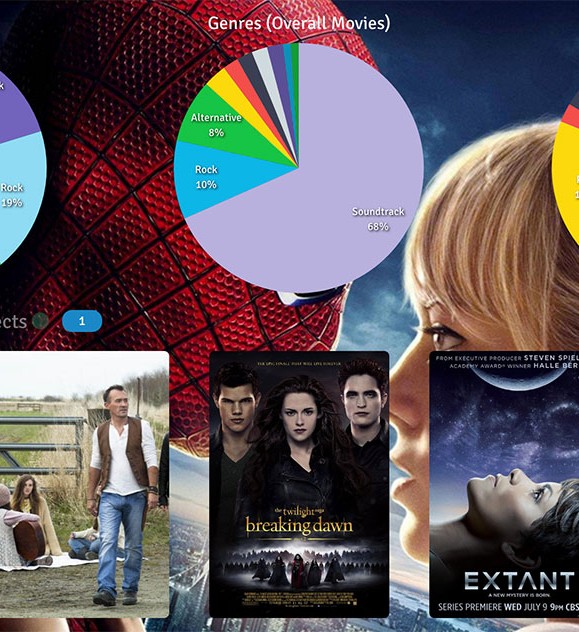 Genres (Overall Movies)
k
Alternative
8%
Rock
10%
Rock
19%
Soundtrack
68%
ects
1
THE EPIC FINALE THAT WILL LIVE FOREVER
the twilight saga
breaking dawn
FROM EXECUTIVE PRODUCER STEVEN SPIEL
ACADEMY AWARD® WINNER HALLE BER
EXTANT
A NEW MYSTERY IS BORN.
SERIES PREMIERE WED JULY 9 9PM CBS